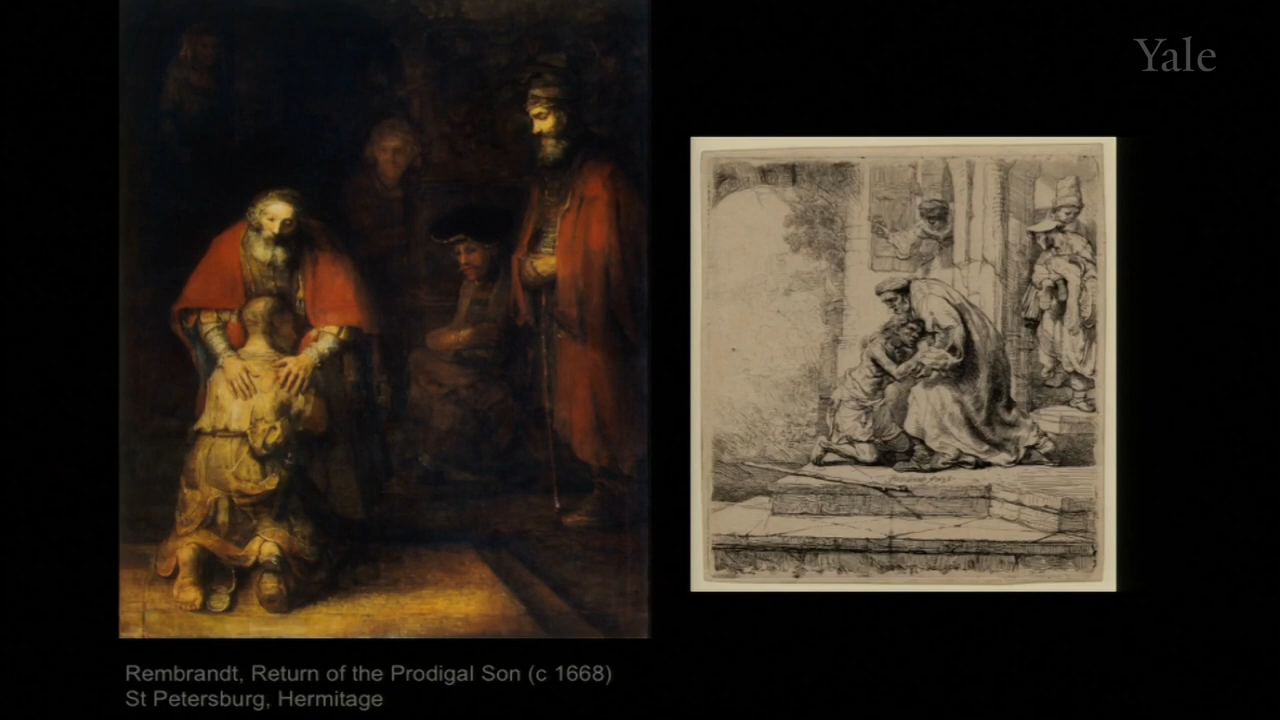 Yale
Rembrandt, Return of the Prodigal Son (c 1668)
St Petersburg, Hermitage